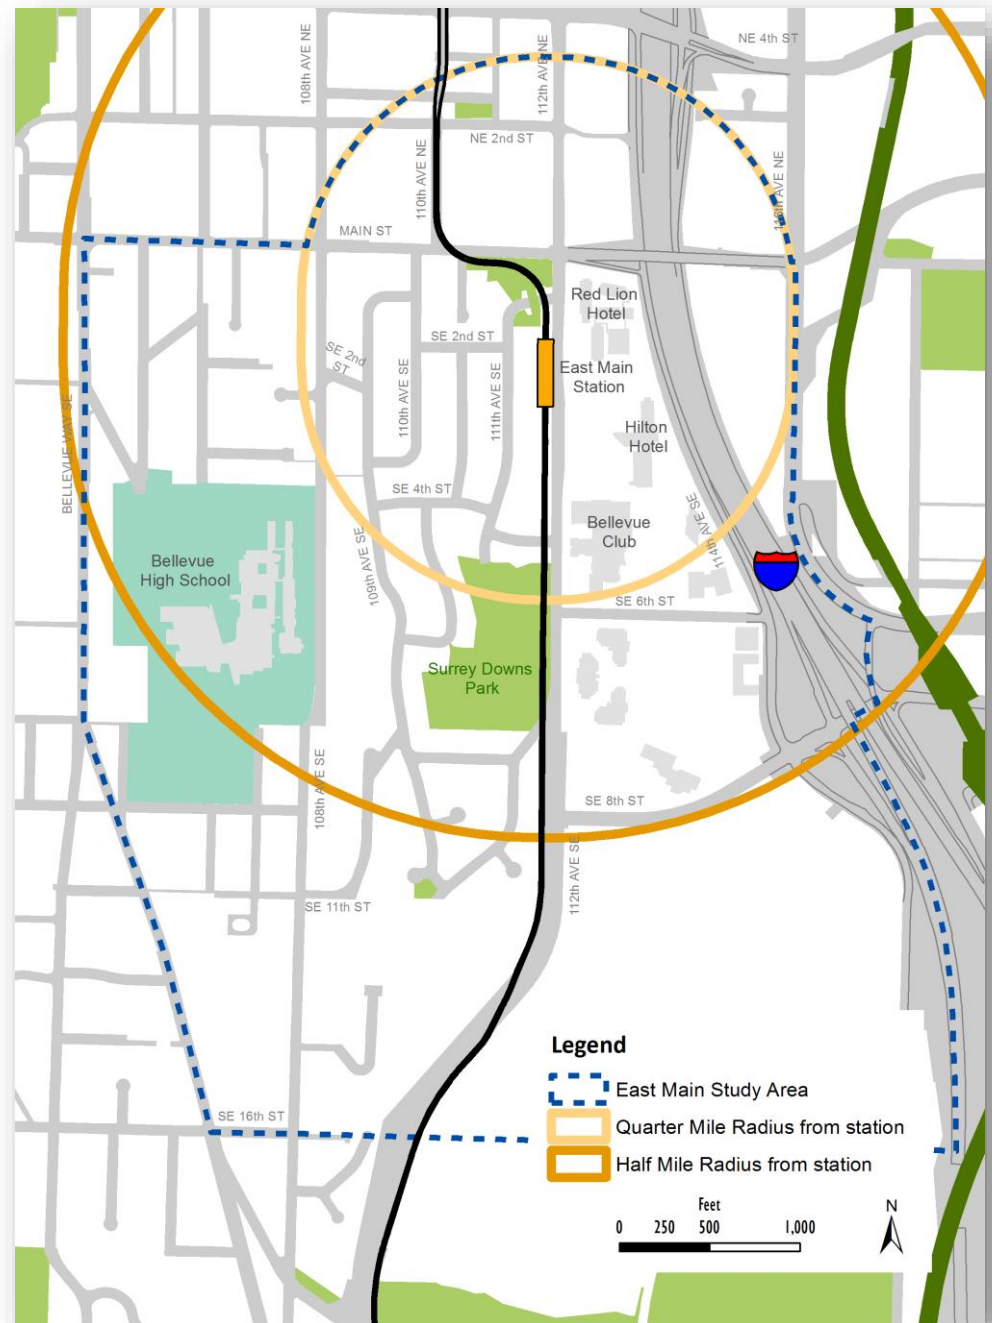 NE 4th ST
108th AVE NE
112th AVE NE
NE 2nd ST
110th AVE NE
116th AVE NE
MAIN ST
Red Lion
Hotel
SE 2nd ST
SE 2nd
ST
East Main
Station
110th AVE SE
111th AVE SE
Hilton
Hotel
BELLEVUE WAY SE
SE 4th ST
114th AVE SE
Bellevue
Club
Bellevue
High School
109th AVE SE
SE 6th ST
Surrey Downs
Park
108th AVE SE
SE 8th ST
112th AVE SE
SE 11th ST
Legend
East Main Study Area
SE 16th ST
Quarter Mile Radius from station
Half Mile Radius from station
Feet
0 250 500 1,000
N